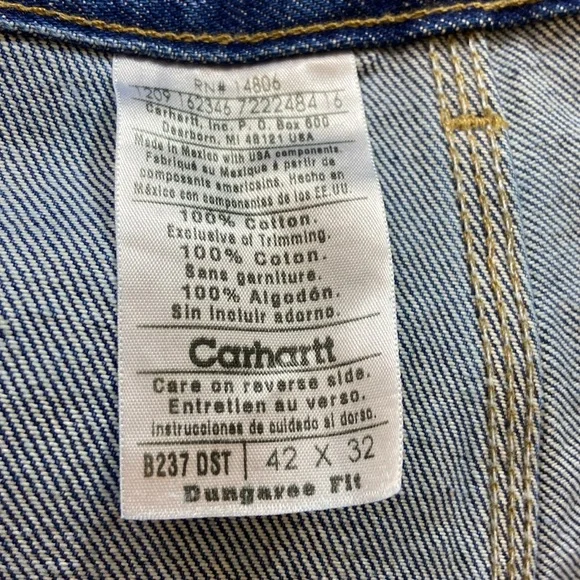 RN# 14806
1209 162346 7222484 16
Carhartt, Inc. P. O. Box 600
Dearborn, MI 48121 USA
Made in Mexico with USA components
Fabriqué au Mexique à partir de
composants americains. Hecho en
México con componentes de los EE.UU.
100% Cotton.
Exclusive of Trimming.
100% Coton.
Sans garniture.
100% Algodón.
Sin incluir adorno.
Carhartt
Care on reverse side.
Entretien au verso.
Instrucciones de cuidado al dorso.
B237 DST 42 X 32
Dungaree Fit